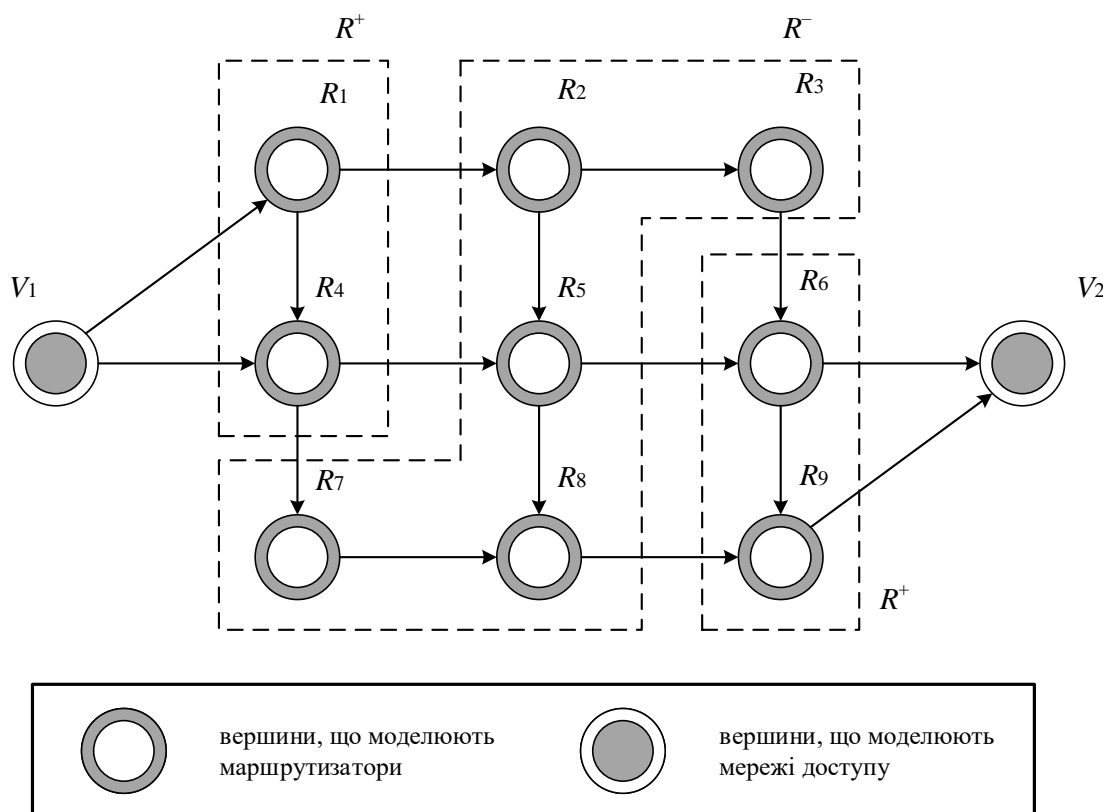 R+ R−
R1 R2 R3
V1 R4 R5 R6 V2
R7 R8 R9
R+
вершини, що моделюють
маршрутизатори
вершини, що моделюють
мережі доступу